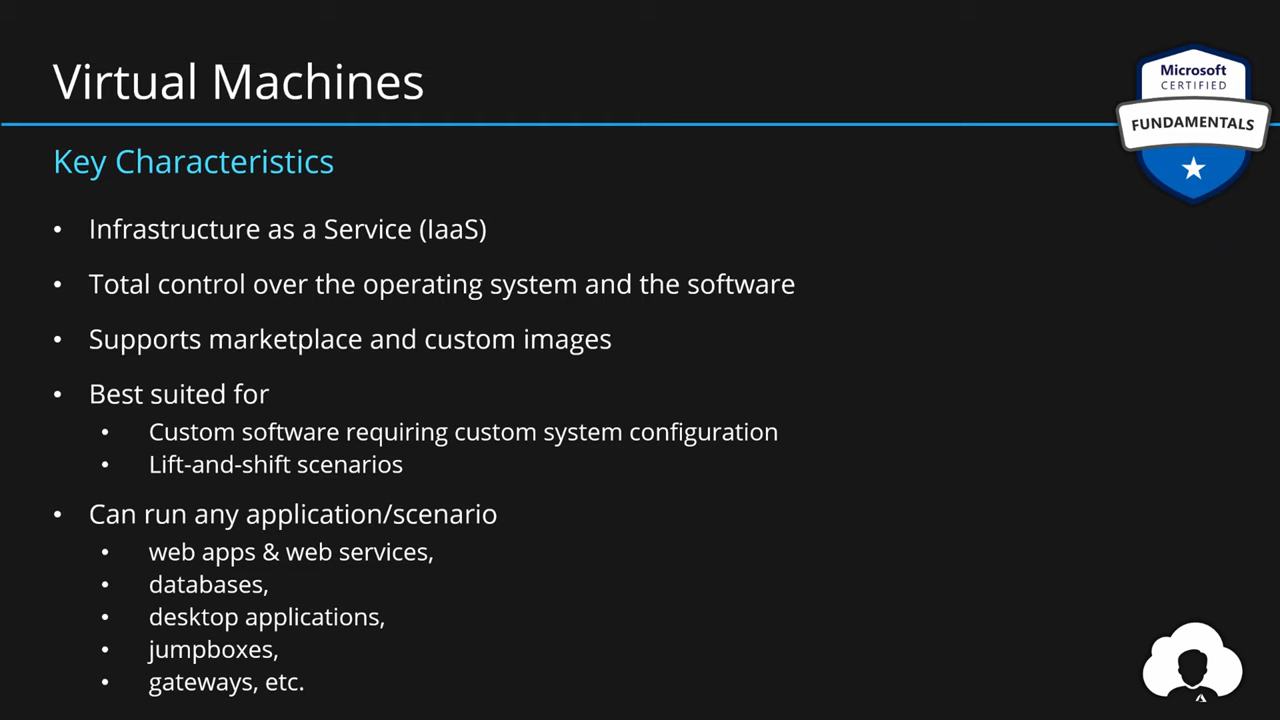 Virtual Machines
Microsoft
CERTIFIED
FUNDAMENTALS
Key Characteristics
• Infrastructure as a Service (IaaS)
• Total control over the operating system and the software
• Supports marketplace and custom images
• Best suited for
• Custom software requiring custom system configuration
• Lift-and-shift scenarios
• Can run any application/scenario
• web apps & web services,
• databases,
• desktop applications,
• jumpboxes,
• gateways, etc.